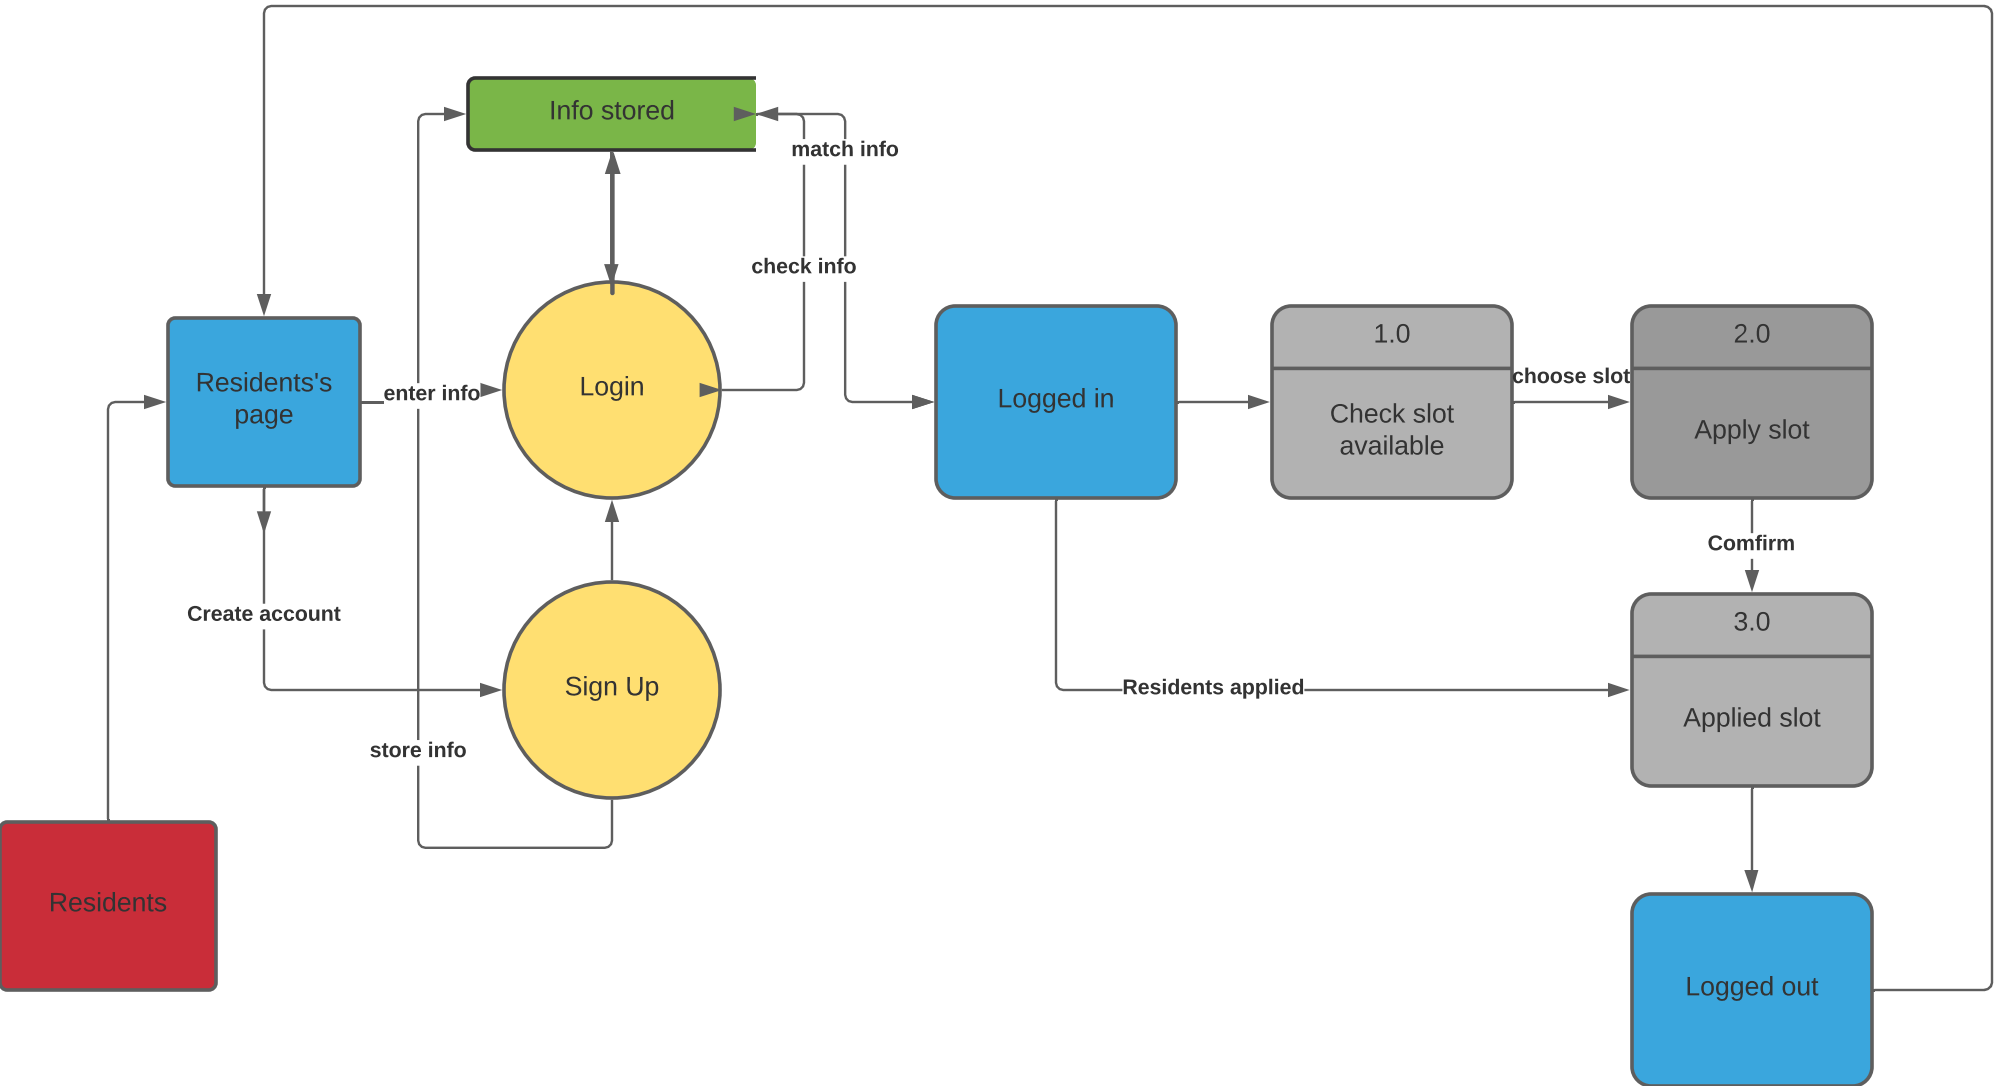 Info stored
match info
check info
Residents's
page
enter info
Login
Logged in
1.0
Check slot
available
choose slot
2.0
Apply slot
Comfirm
Create account
Sign Up
store info
Residents applied
3.0
Applied slot
Residents
Logged out